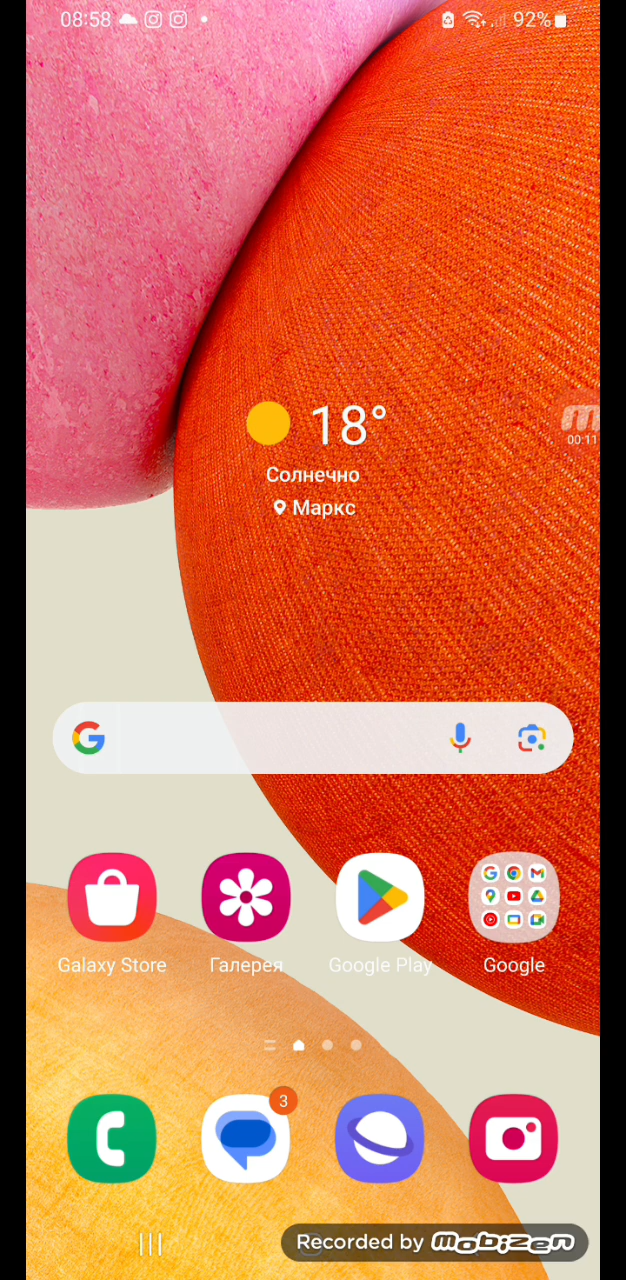 08:58
92%
18°
Солнечно
Маркс
00:11
Galaxy Store
Галерея
Google Play
Google
3
Recorded by mobizen